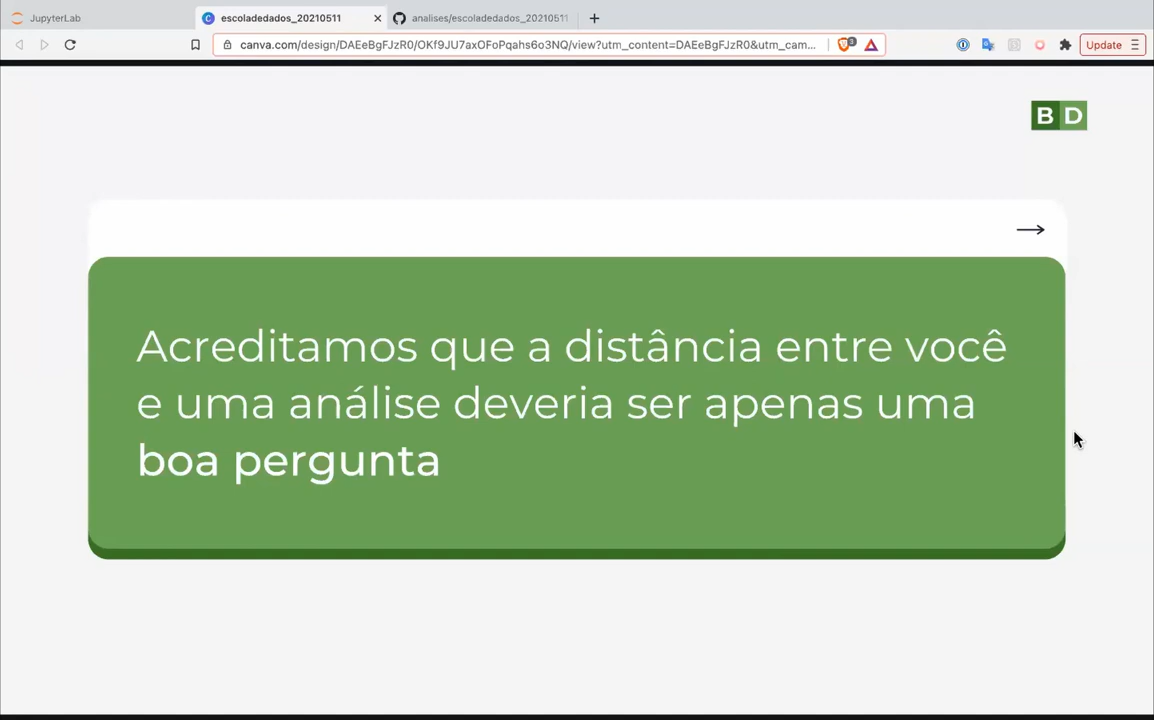 JupyterLab
escoladedados_20210511
analises/escoladedados_20210511
canva.com/design/DAEeBgFJzR0/OKf9JU7axOFoPqahs6o3NQ/view?utm_content=DAEeBgFJzR0&utm_cam...
3
Update
B D
Acreditamos que a distância entre você
e uma análise deveria ser apenas uma
boa pergunta